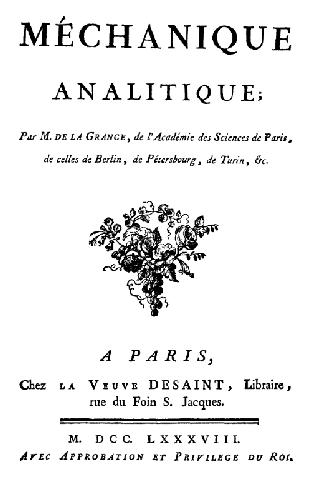 MÉCHANIQUE
ANALITIQUE;
Par M. DE LA GRANGE, de l'Académie des Sciences de Paris,
de celles de Berlin, de Pétersbourg, de Turin, &c.
A PARIS,
Chez LA VEUVE DESAINT, Libraire,
rue du Foin S. Jacques.
M. DCC. LXXXVIII.
AVEC APPROBATION ET PRIVILEGE DU ROI.